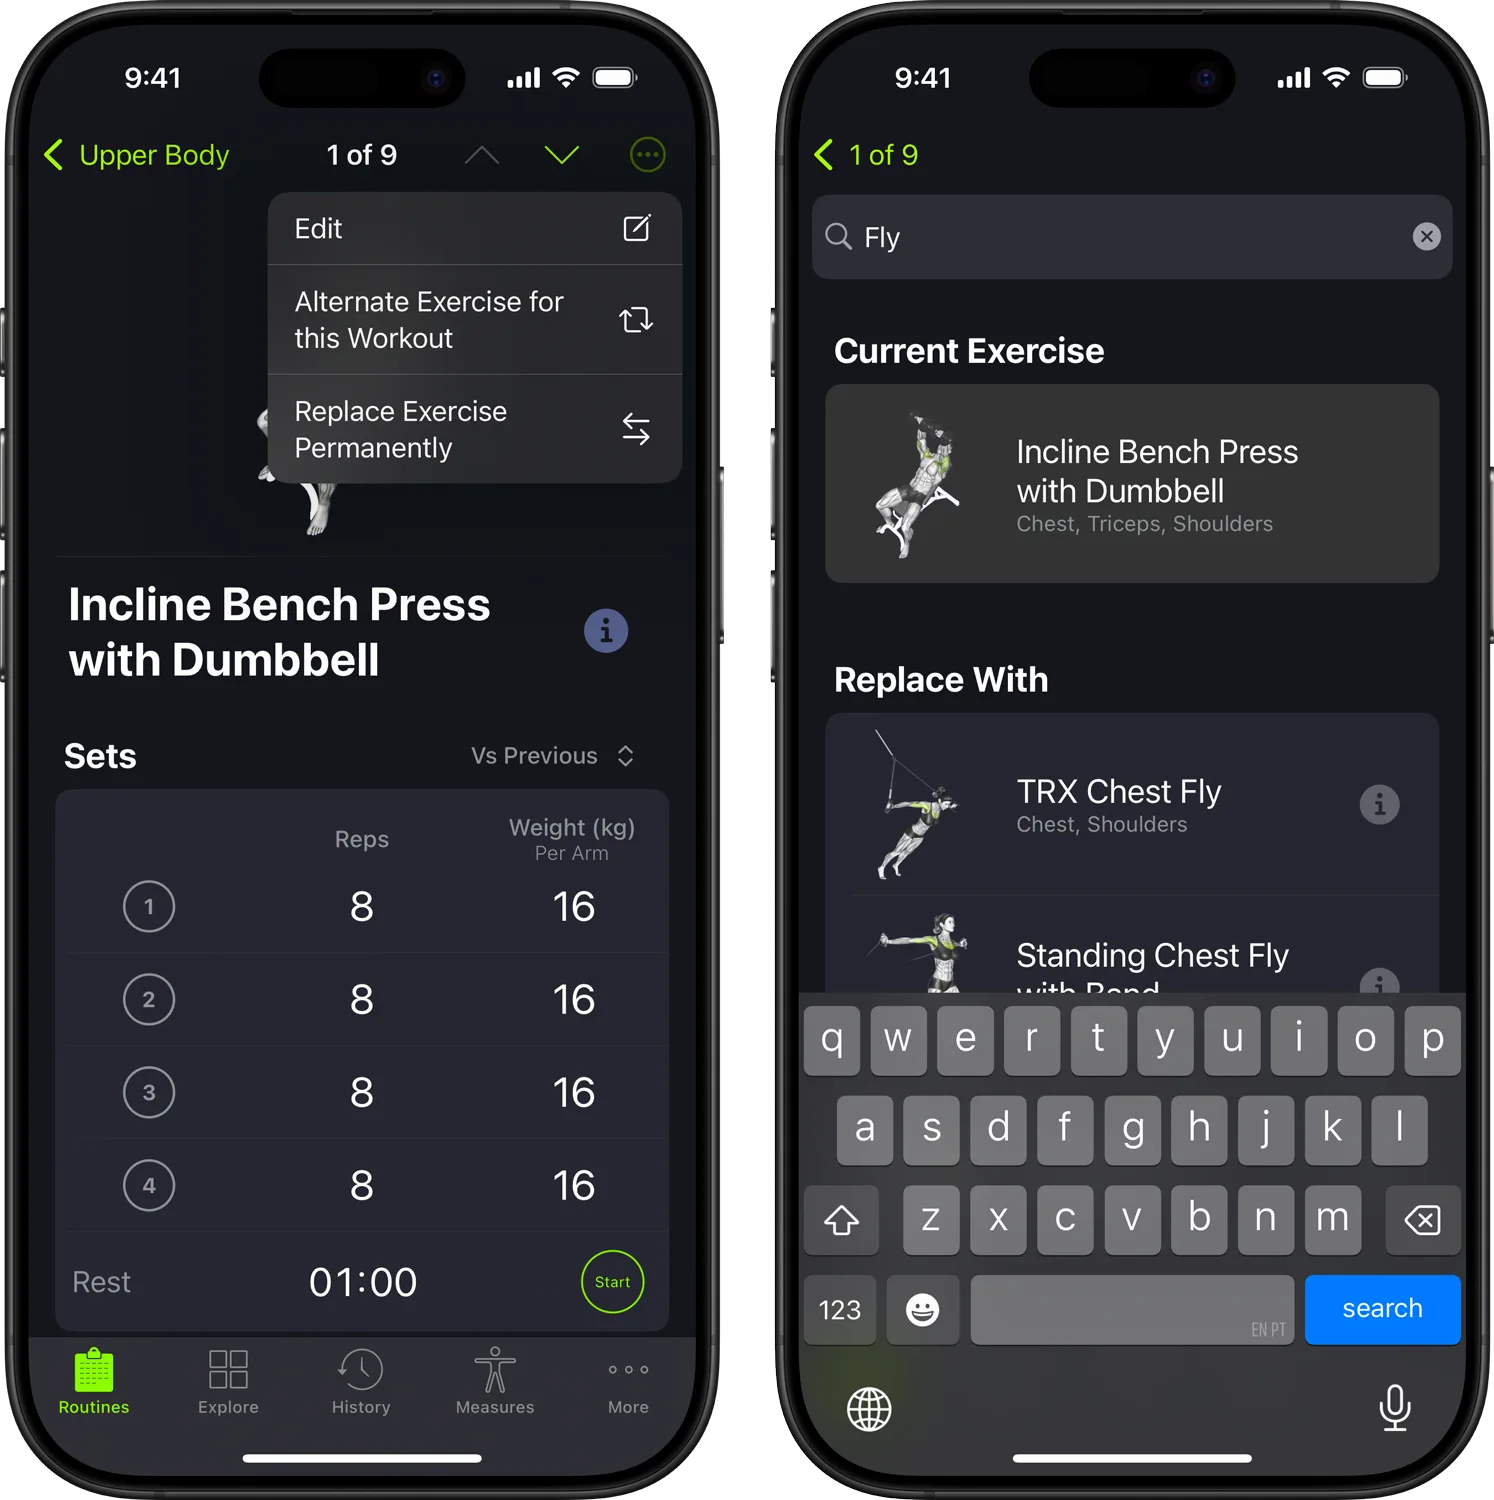 9:41
Upper Body
1 of 9
Edit
Alternate Exercise for
this Workout
Replace Exercise
Permanently
Incline Bench Press
with Dumbbell
Sets
Vs Previous
Reps
Weight (kg)
Per Arm
1
8
16
2
8
16
3
8
16
4
8
16
Rest
01:00
Start
Routines
Explore
History
Measures
More
9:41
1 of 9
Fly
Current Exercise
Incline Bench Press
with Dumbbell
Chest, Triceps, Shoulders
Replace With
TRX Chest Fly
Chest, Shoulders
Standing Chest Fly
with Band
q w e r t y u i o p
a s d f g h j k l
z x c v b n m
123
EN PT
search